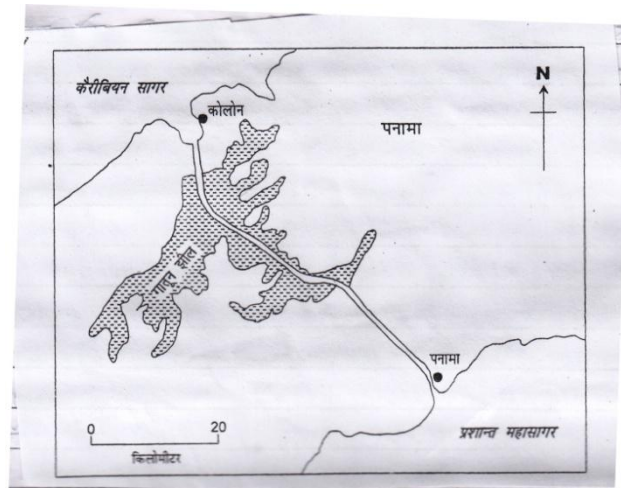 कैरीबियन सागर
कोलोन
पनामा
N
गातून झील
पनामा
प्रशान्त महासागर
0 20
किलोमीटर